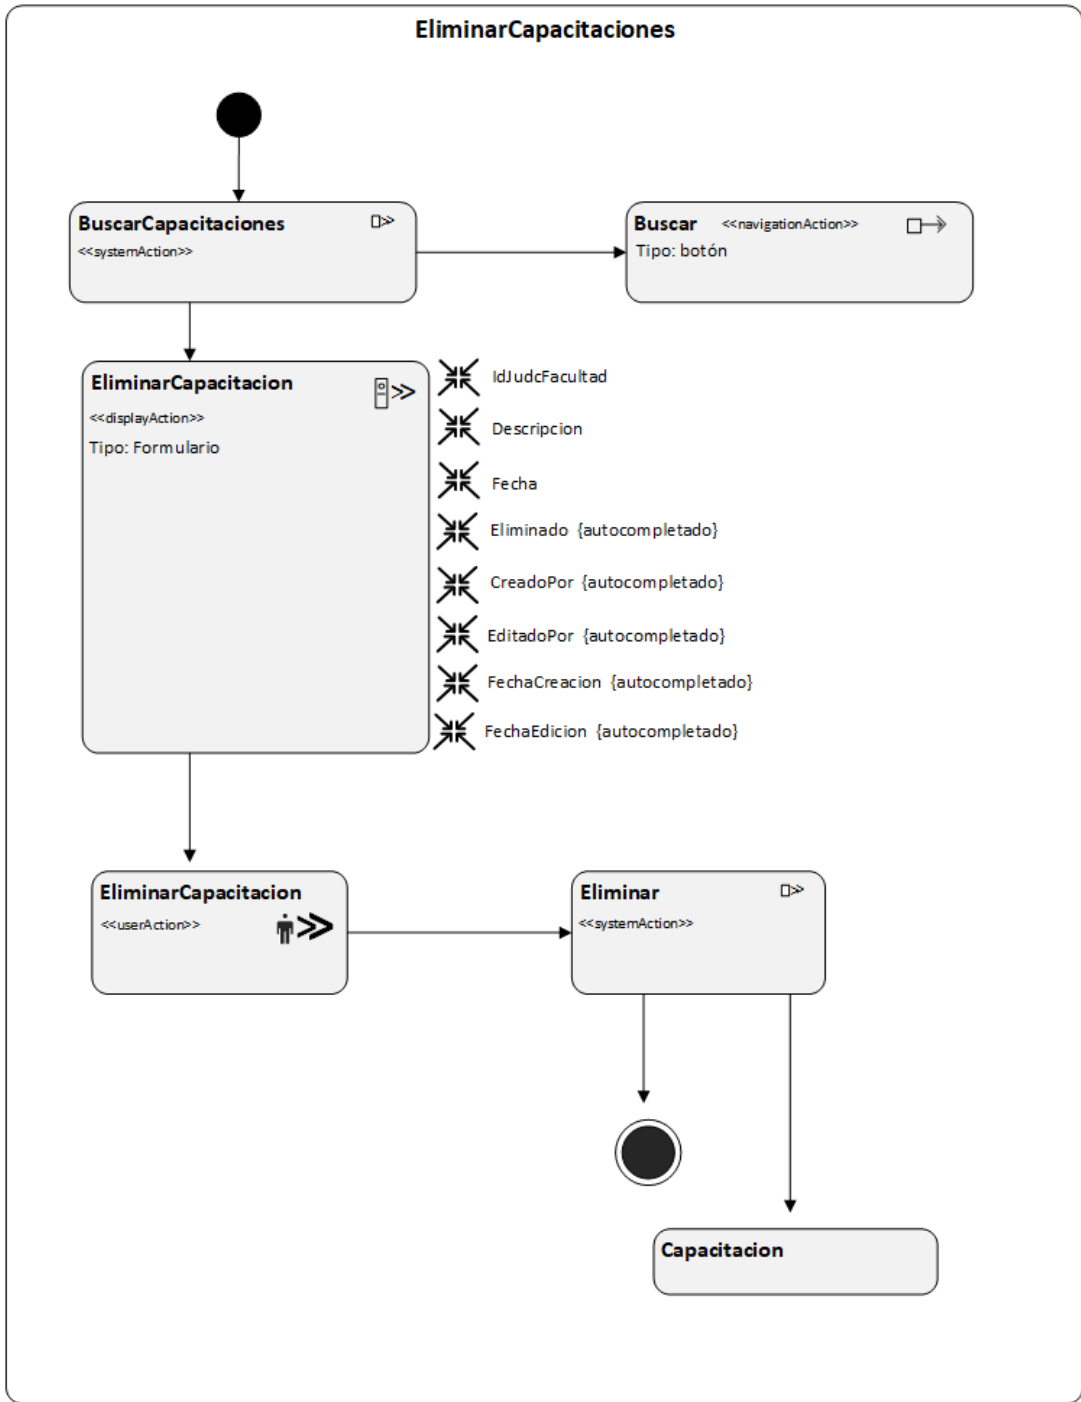 EliminarCapacitaciones
BuscarCapacitaciones
<<systemAction>>
Buscar <<navigationAction>>
Tipo: botón
EliminarCapacitacion
<<displayAction>>
Tipo: Formulario
IdJudcFacultad
Descripcion
Fecha
Eliminado {autocompletado}
CreadoPor {autocompletado}
EditadoPor {autocompletado}
FechaCreacion {autocompletado}
FechaEdicion {autocompletado}
EliminarCapacitacion
<<userAction>>
Eliminar
<<systemAction>>
Capacitacion